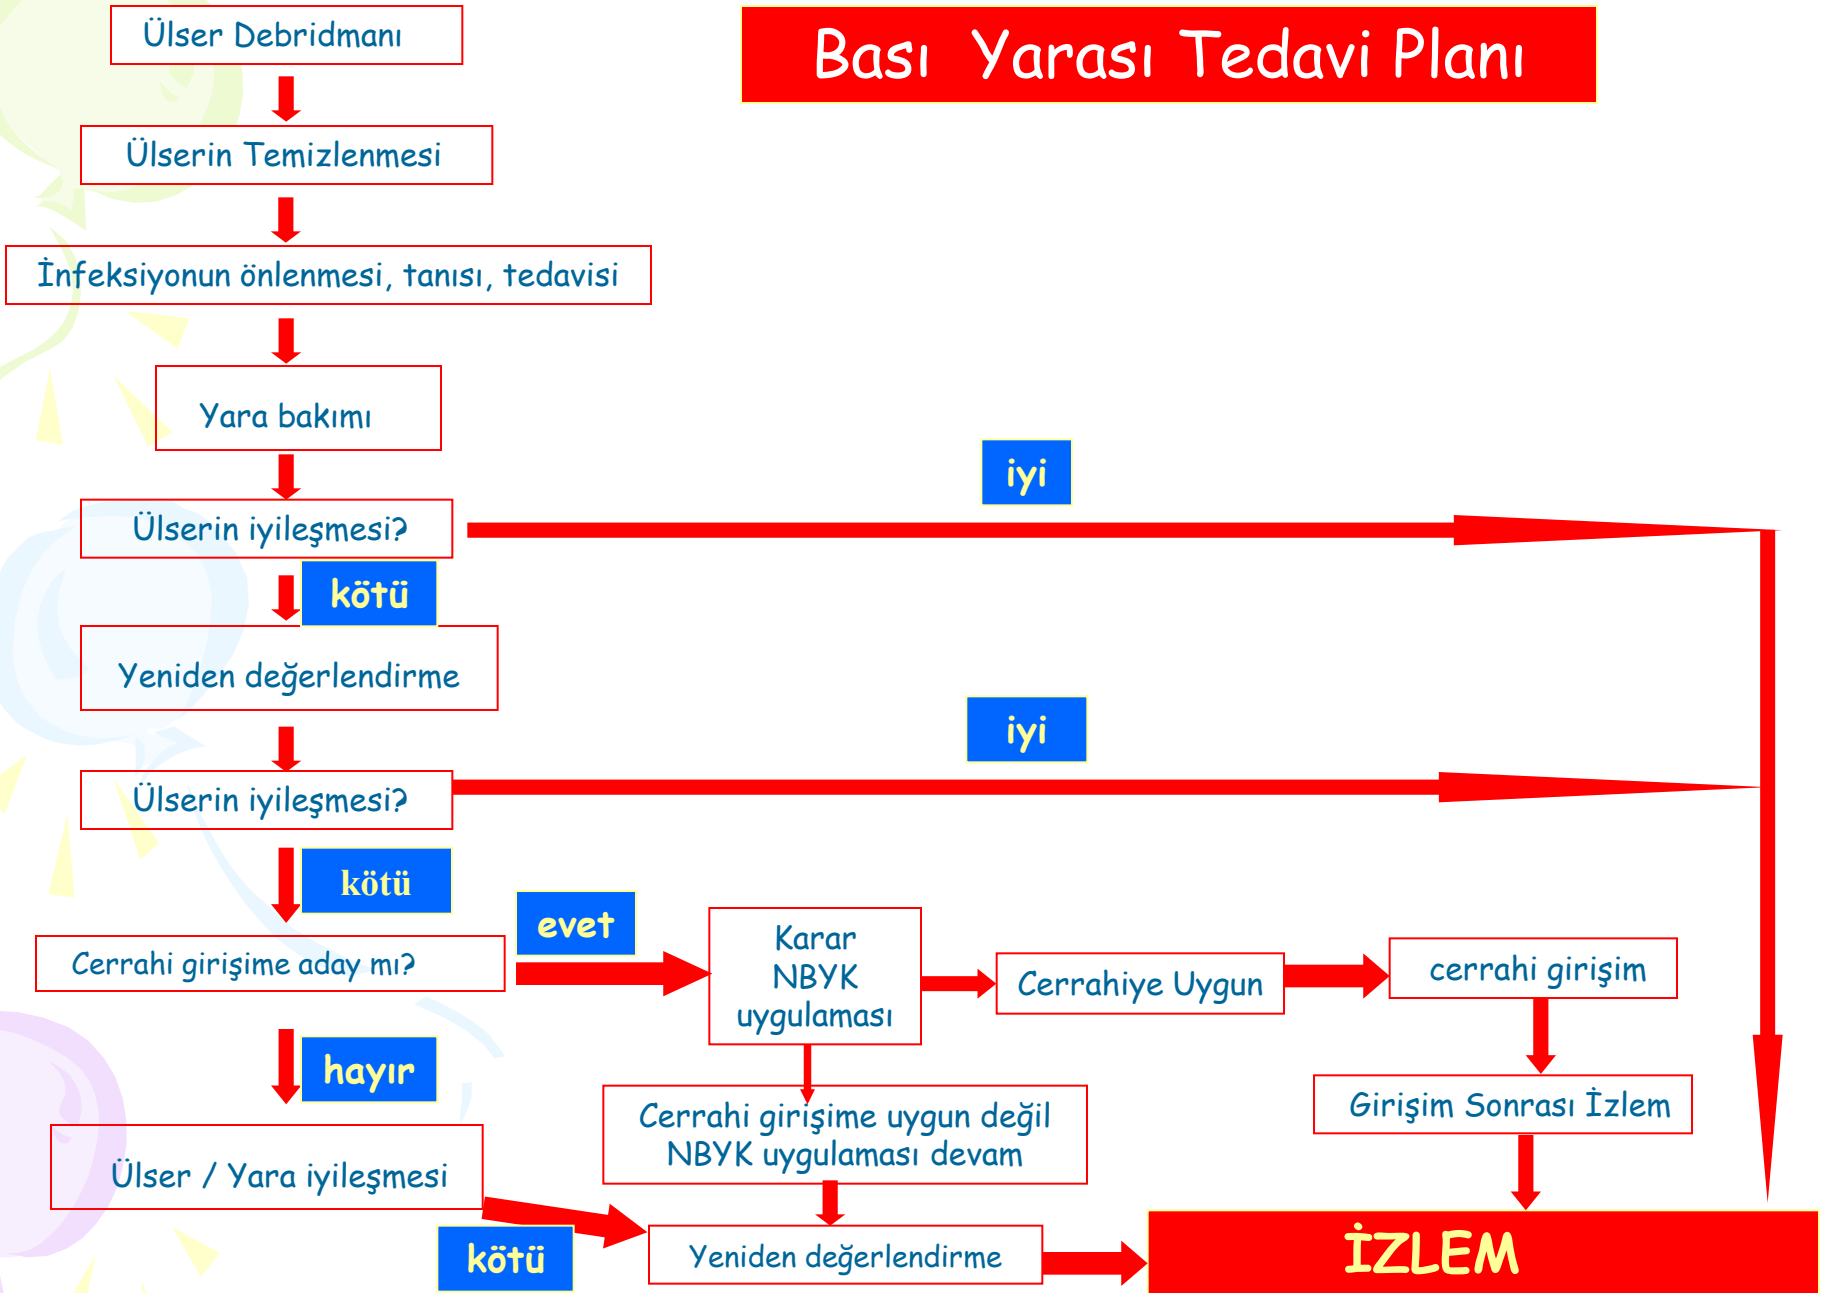 Bası Yarası Tedavi Planı
Ülser Debridmanı
Ülserin Temizlenmesi
İnfeksiyonun önlenmesi, tanısı, tedavisi
Yara bakımı
Ülserin iyileşmesi?
iyi
kötü
Yeniden değerlendirme
Ülserin iyileşmesi?
iyi
kötü
Cerrahi girişime aday mı?
evet
Karar
NBYK
uygulaması
Cerrahiye Uygun
cerrahi girişim
hayır
Cerrahi girişime uygun değil
NBYK uygulaması devam
Girişim Sonrası İzlem
Ülser / Yara iyileşmesi
kötü
Yeniden değerlendirme
İZLEM